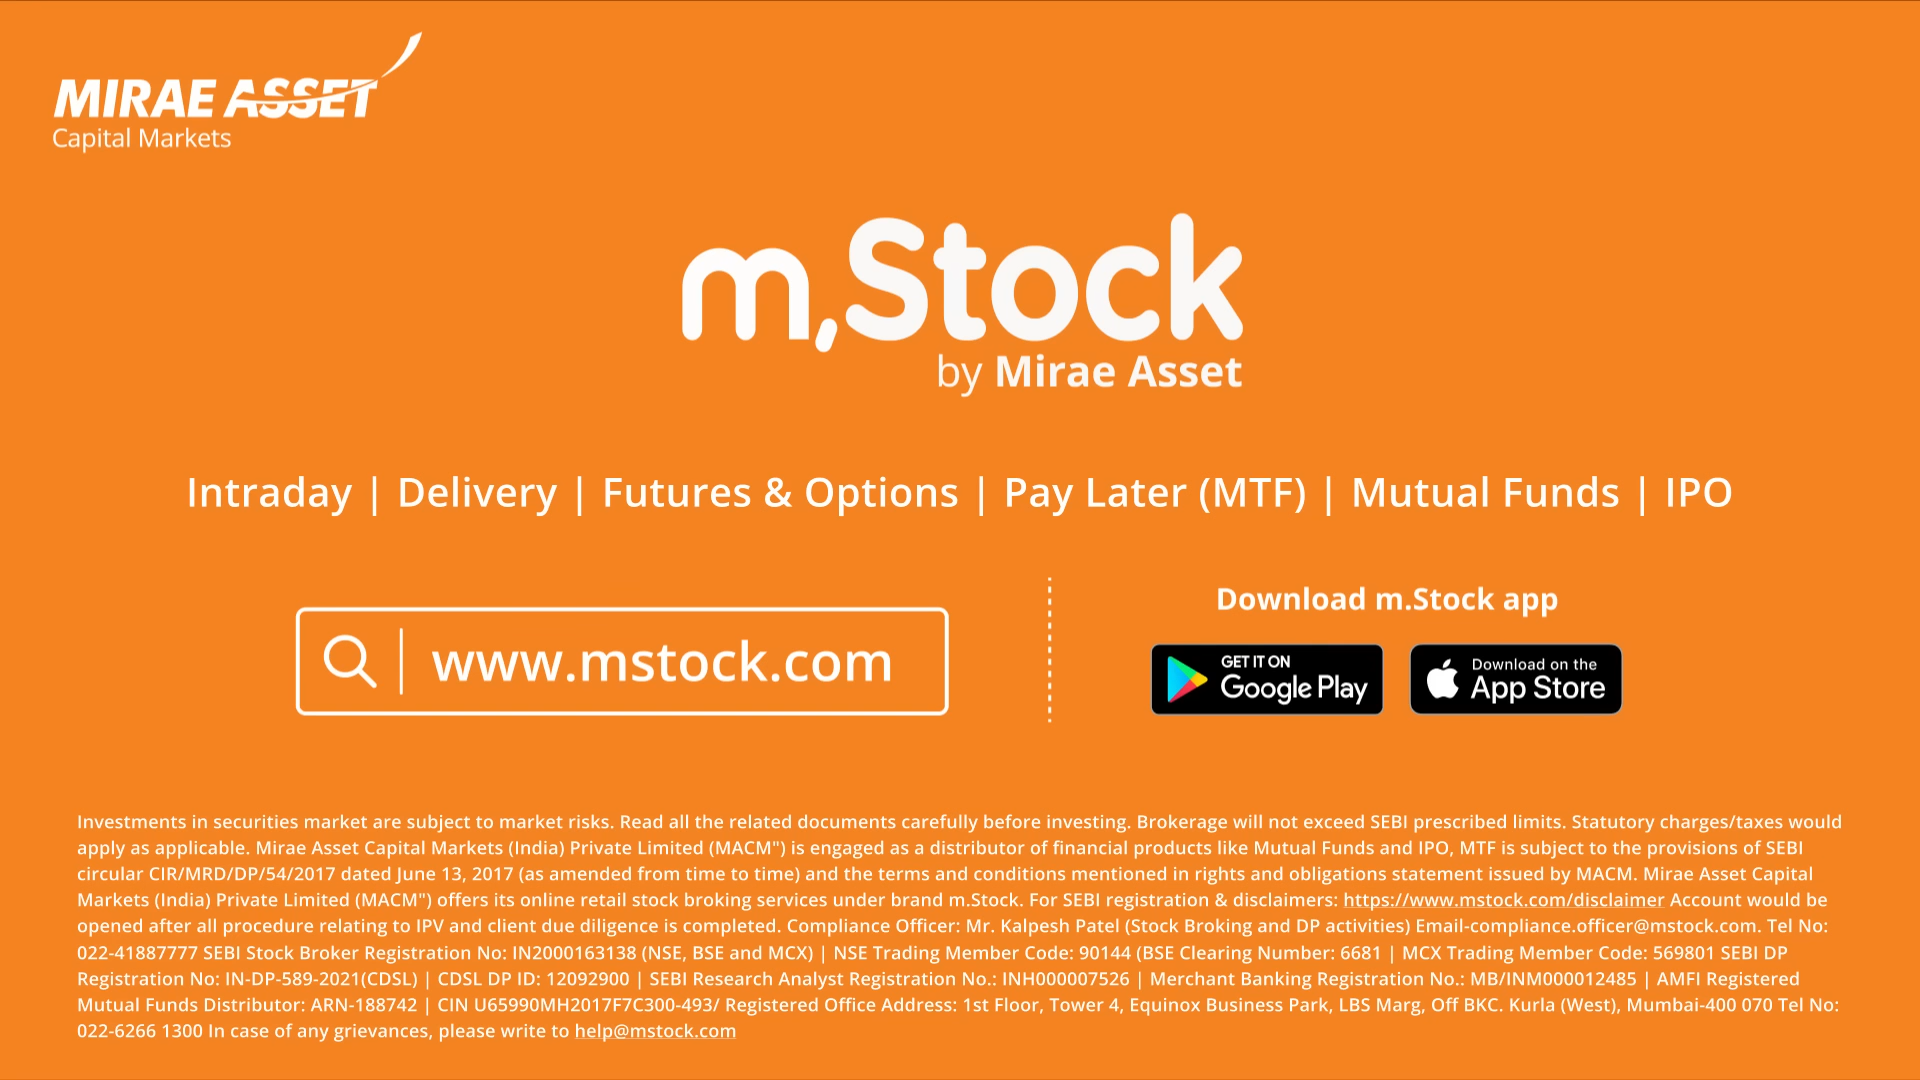 MIRAE ASSET
Capital Markets
m.Stock
by Mirae Asset
Intraday | Delivery | Futures & Options | Pay Later (MTF) | Mutual Funds | IPO
www.mstock.com
Download m.Stock app
GET IT ON
Google Play
Download on the
App Store
Investments in securities market are subject to market risks. Read all the related documents carefully before investing. Brokerage will not exceed SEBI prescribed limits. Statutory charges/taxes would
apply as applicable. Mirae Asset Capital Markets (India) Private Limited (MACM") is engaged as a distributor of financial products like Mutual Funds and IPO, MTF is subject to the provisions of SEBI
circular CIR/MRD/DP/54/2017 dated June 13, 2017 (as amended from time to time) and the terms and conditions mentioned in rights and obligations statement issued by MACM. Mirae Asset Capital
Markets (India) Private Limited (MACM") offers its online retail stock broking services under brand m.Stock. For SEBI registration & disclaimers: https://www.mstock.com/disclaimer Account would be
opened after all procedure relating to IPV and client due diligence is completed. Compliance Officer: Mr. Kalpesh Patel (Stock Broking and DP activities) Email-compliance.officer@mstock.com. Tel No:
022-41887777 SEBI Stock Broker Registration No: IN2000163138 (NSE, BSE and MCX) | NSE Trading Member Code: 90144 (BSE Clearing Number: 6681 | MCX Trading Member Code: 569801 SEBI DP
Registration No: IN-DP-589-2021(CDSL) | CDSL DP ID: 12092900 | SEBI Research Analyst Registration No.: INH000007526 | Merchant Banking Registration No.: MB/INM000012485 | AMFI Registered
Mutual Funds Distributor: ARN-188742 | CIN U65990MH2017F7C300-493/ Registered Office Address: 1st Floor, Tower 4, Equinox Business Park, LBS Marg, Off BKC. Kurla (West), Mumbai-400 070 Tel No:
022-6266 1300 In case of any grievances, please write to help@mstock.com